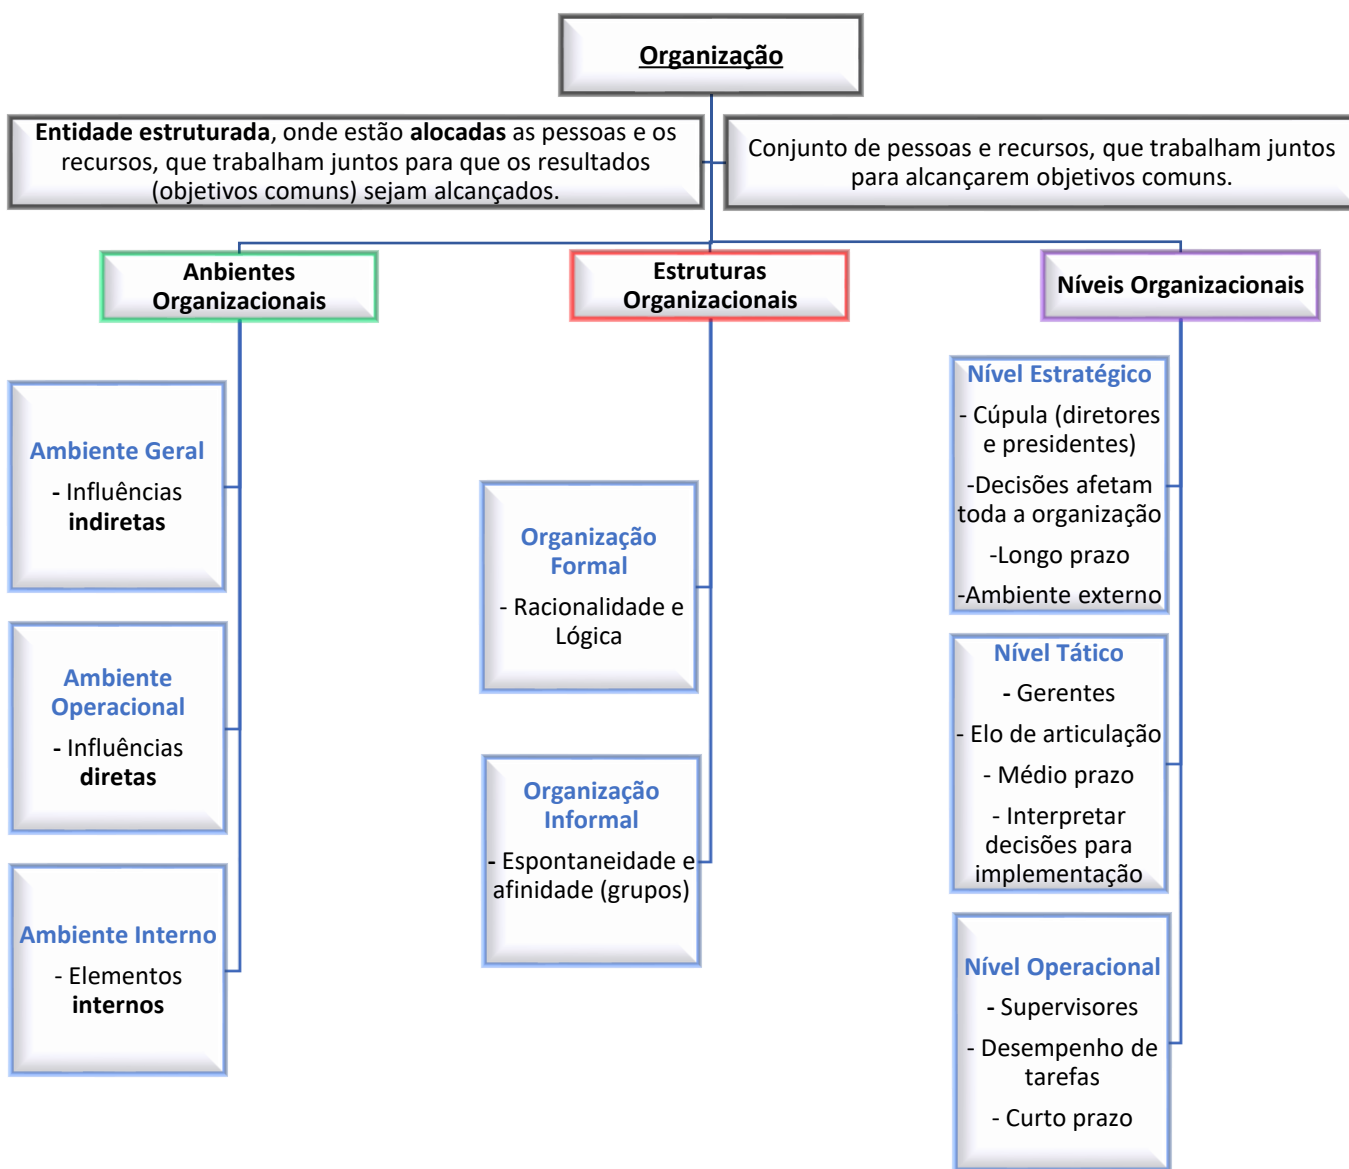 Organização
Entidade estruturada, onde estão alocadas as pessoas e os
recursos, que trabalham juntos para que os resultados
(objetivos comuns) sejam alcançados.
Conjunto de pessoas e recursos, que trabalham juntos
para alcançarem objetivos comuns.
Anbientes
Organizacionais
Ambiente Geral
- Influências
indiretas
Ambiente
Operacional
- Influências
diretas
Ambiente Interno
- Elementos
internos
Estruturas
Organizacionais
Organização
Formal
- Racionalidade e
Lógica
Organização
Informal
- Espontaneidade e
afinidade (grupos)
Níveis Organizacionais
Nível Estratégico
- Cúpula (diretores
e presidentes)
-Decisões afetam
toda a organização
-Longo prazo
-Ambiente externo
Nível Tático
- Gerentes
- Elo de articulação
- Médio prazo
- Interpretar
decisões para
implementação
Nível Operacional
- Supervisores
- Desempenho de
tarefas
- Curto prazo